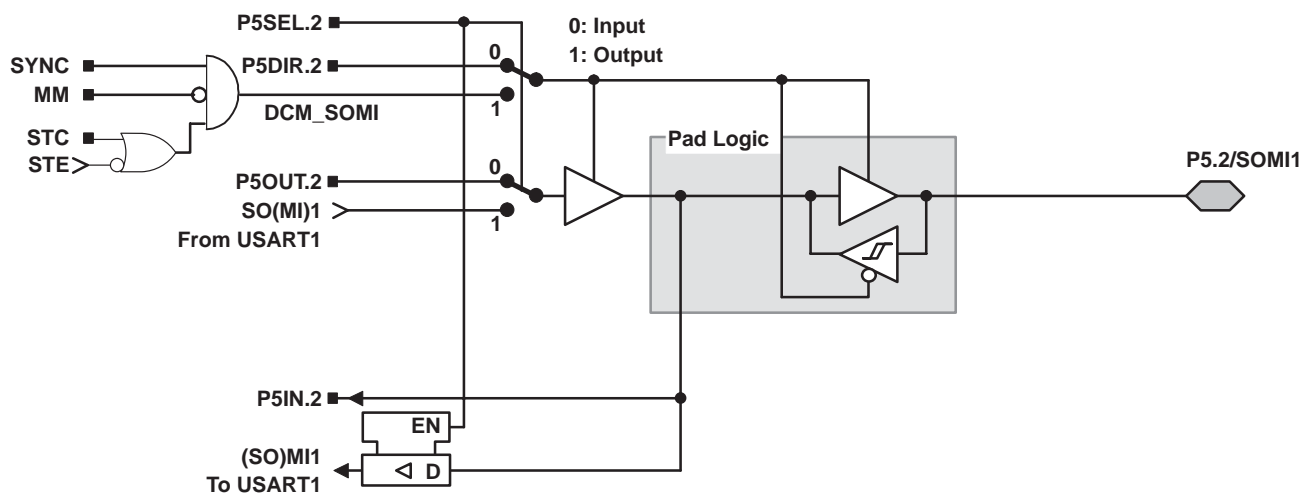 P5SEL.2
0: Input
1: Output
SYNC
P5DIR.2
0
MM
DCM_SOMI
1
STC
STE
Pad Logic
P5.2/SOMI1
0
P5OUT.2
SO(MI)1
1
From USART1
P5IN.2
EN
(SO)MI1
D
To USART1